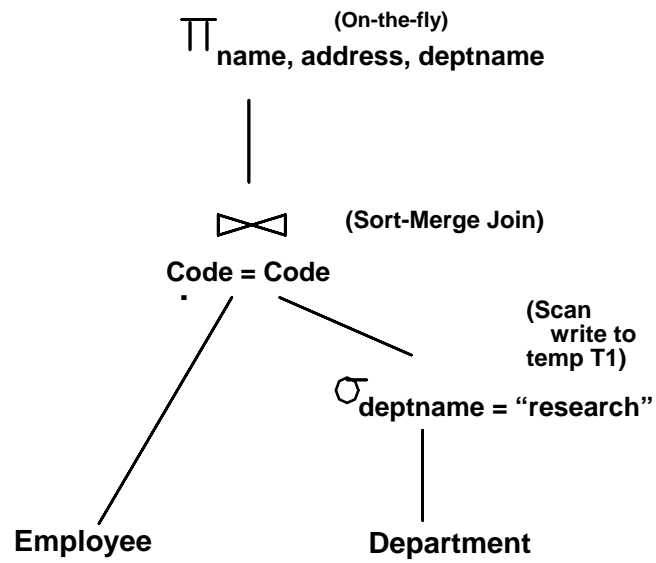 (On-the-fly)
π name, address, deptname
⋈ (Sort-Merge Join)
Code = Code
(Scan
write to
temp T1)
σ deptname = “research”
Employee
Department